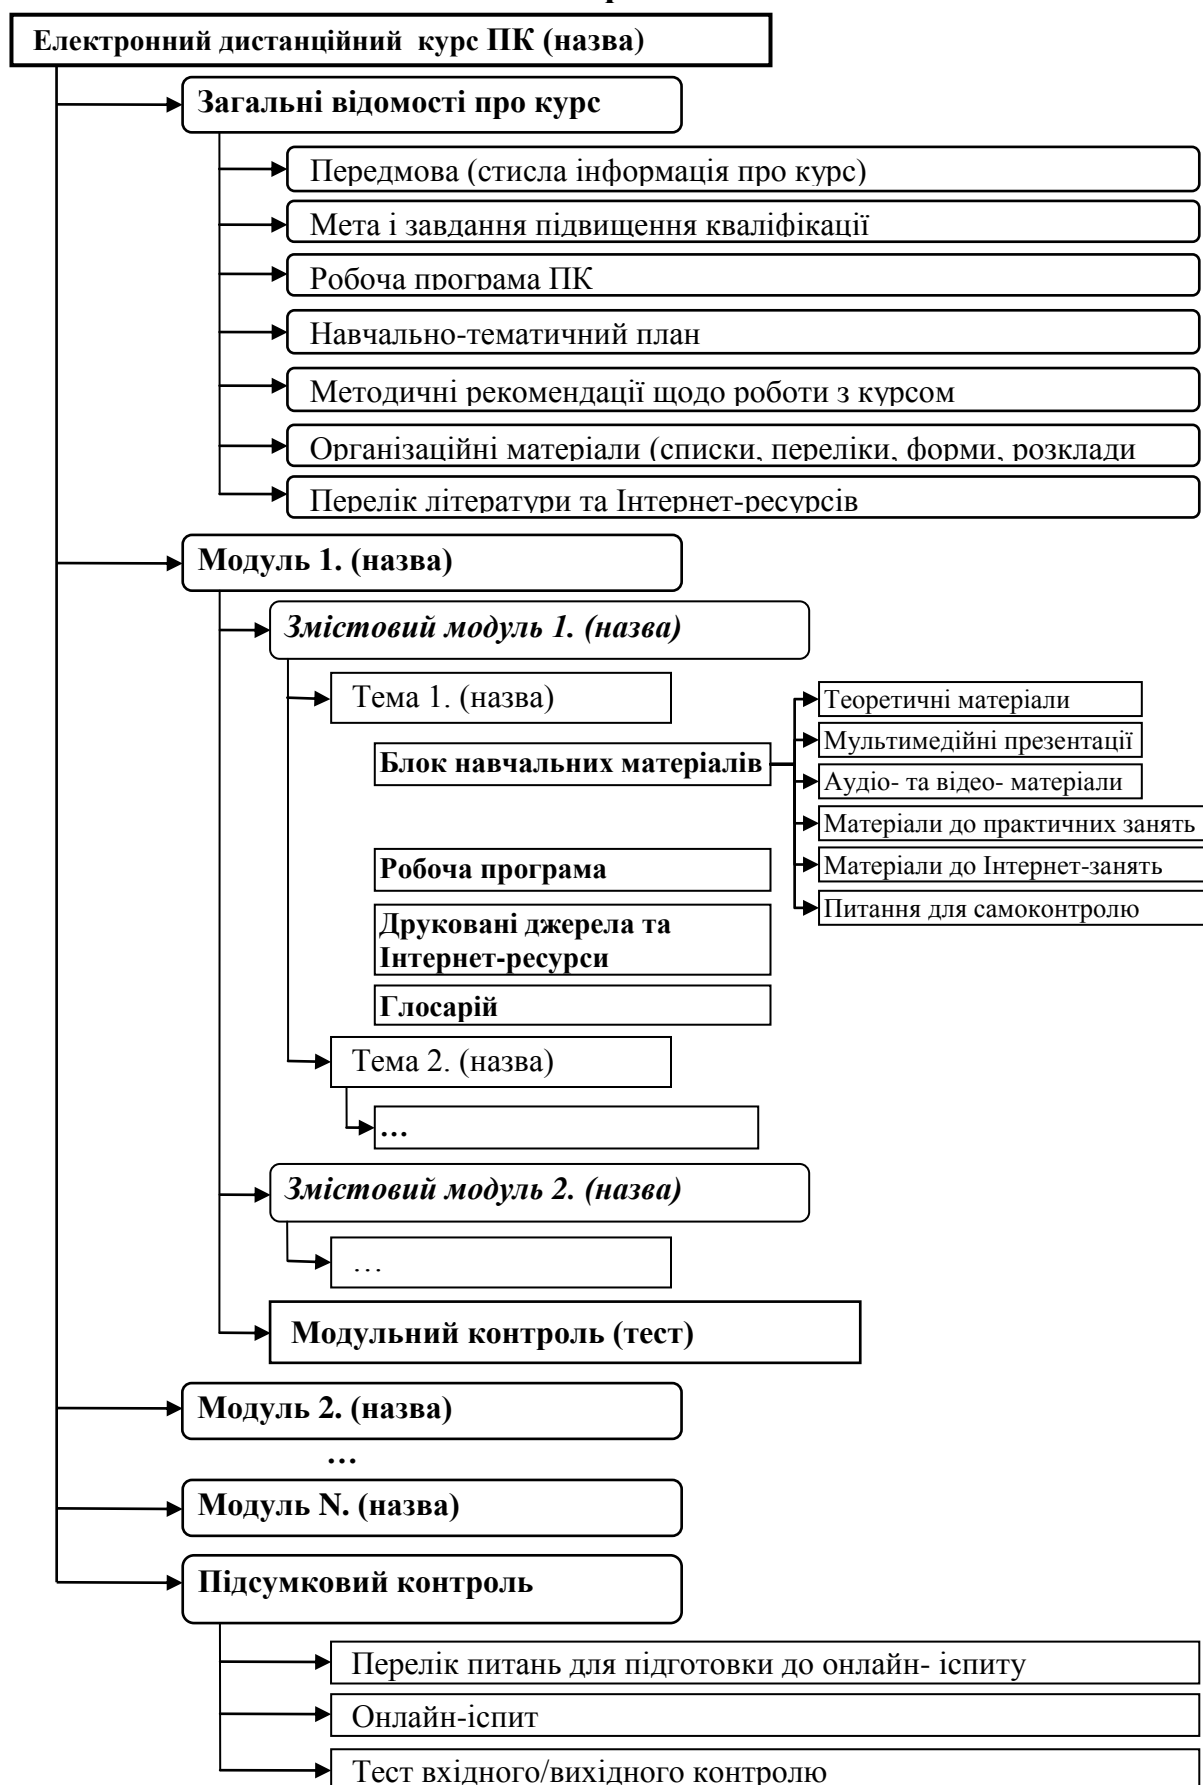 Електронний дистанційний курс ПК (назва)
Загальні відомості про курс
Передмова (стисла інформація про курс)
Мета і завдання підвищення кваліфікації
Робоча програма ПК
Навчально-тематичний план
Методичні рекомендації щодо роботи з курсом
Організаційні матеріали (списки, переліки, форми, розклади
Перелік літератури та Інтернет-ресурсів
Модуль 1. (назва)
Змістовий модуль 1. (назва)
Тема 1. (назва)
Блок навчальних матеріалів
Теоретичні матеріали
Мультимедійні презентації
Аудіо- та відео- матеріали
Матеріали до практичних занять
Матеріали до Інтернет-занять
Питання для самоконтролю
Робоча програма
Друковані джерела та
Інтернет-ресурси
Глосарій
Тема 2. (назва)
...
Змістовий модуль 2. (назва)
…
Модульний контроль (тест)
Модуль 2. (назва)
...
Модуль N. (назва)
Підсумковий контроль
Перелік питань для підготовки до онлайн- іспиту
Онлайн-іспит
Тест вхідного/вихідного контролю